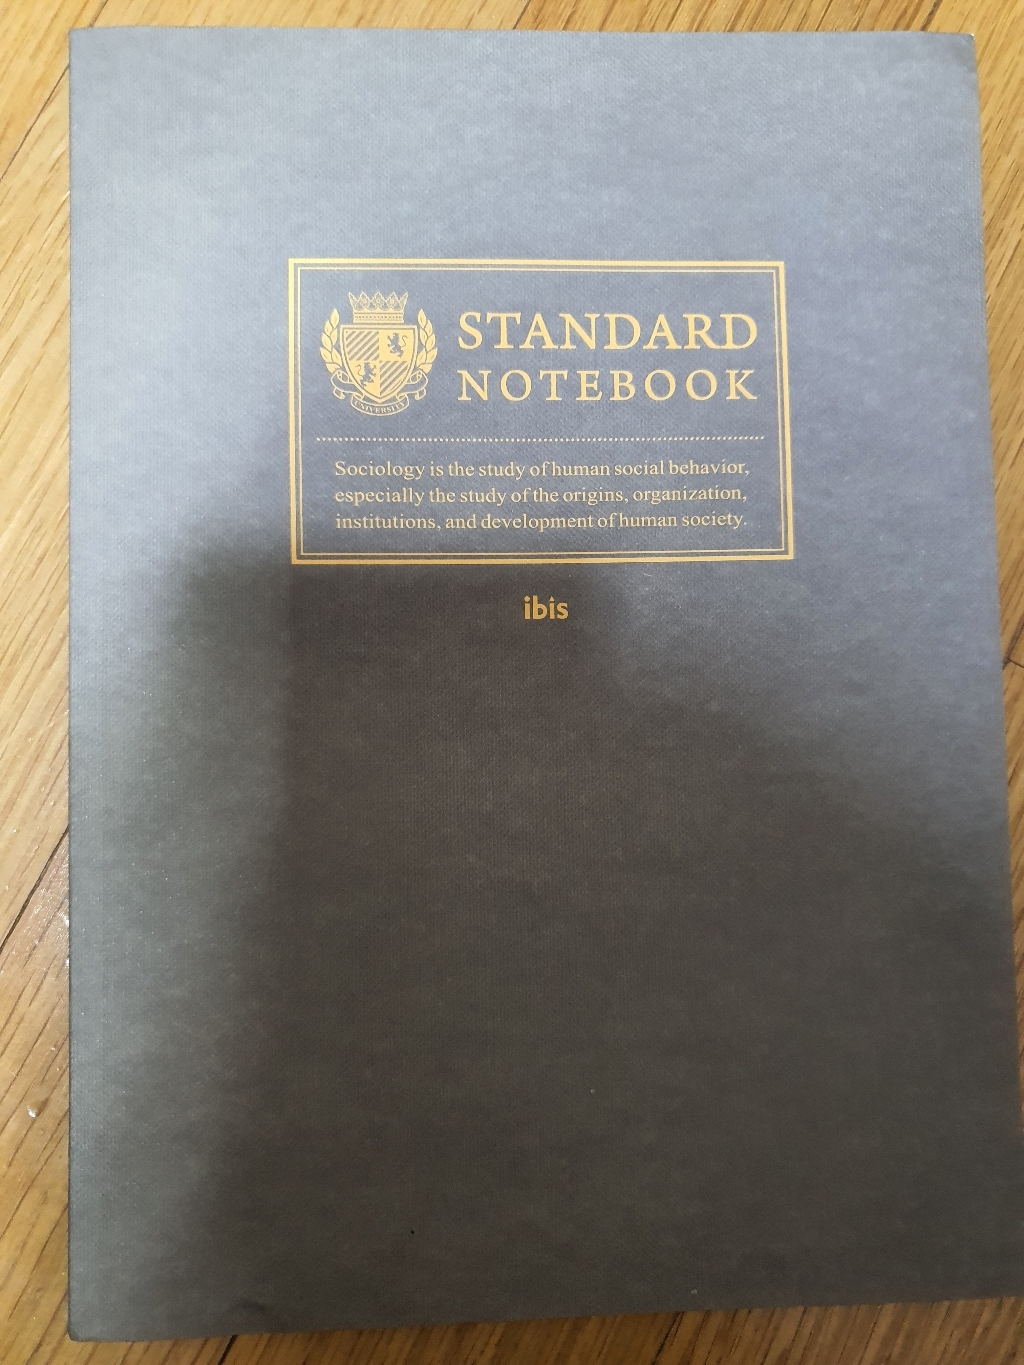 STANDARD
NOTEBOOK
UNIVERSITY
Sociology is the study of human social behavior,
especially the study of the origins, organization,
institutions, and development of human society.
ibis